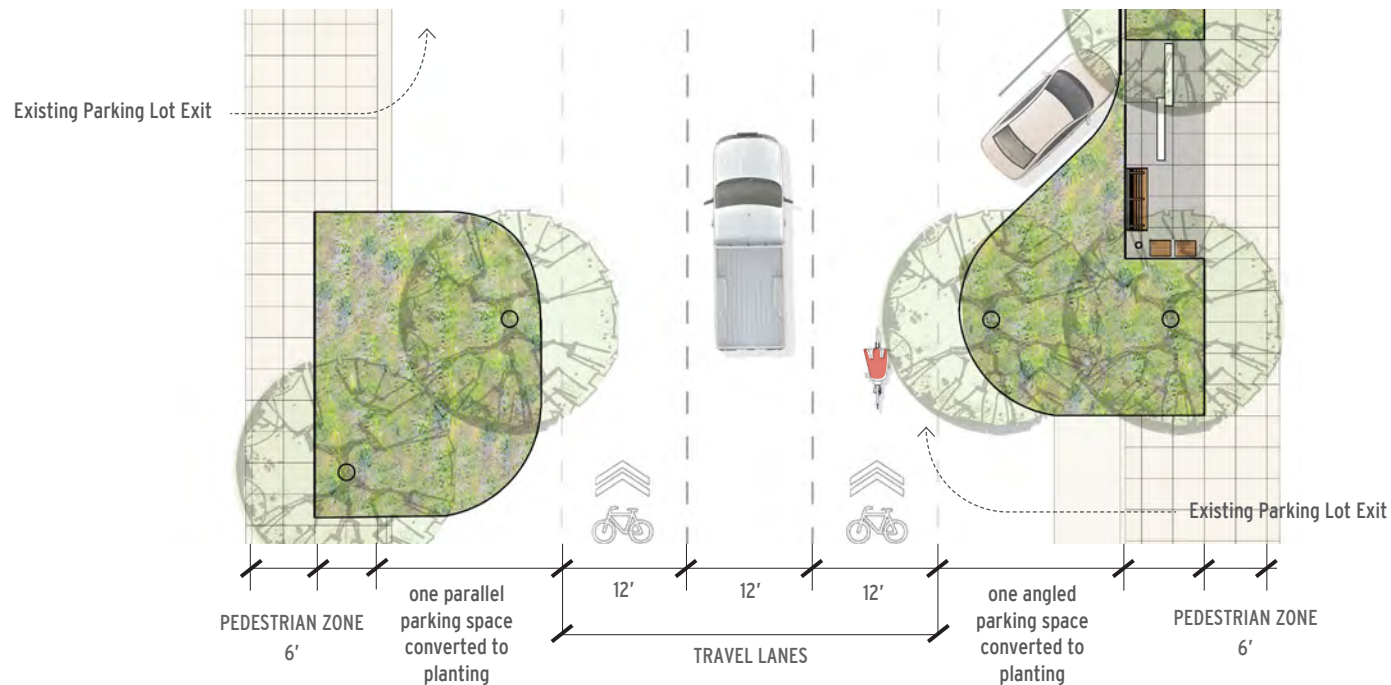 Existing Parking Lot Exit
Existing Parking Lot Exit
12’
12’
12’
one parallel
parking space
converted to
planting
one angled
parking space
converted to
planting
PEDESTRIAN ZONE
6’
TRAVEL LANES
PEDESTRIAN ZONE
6’